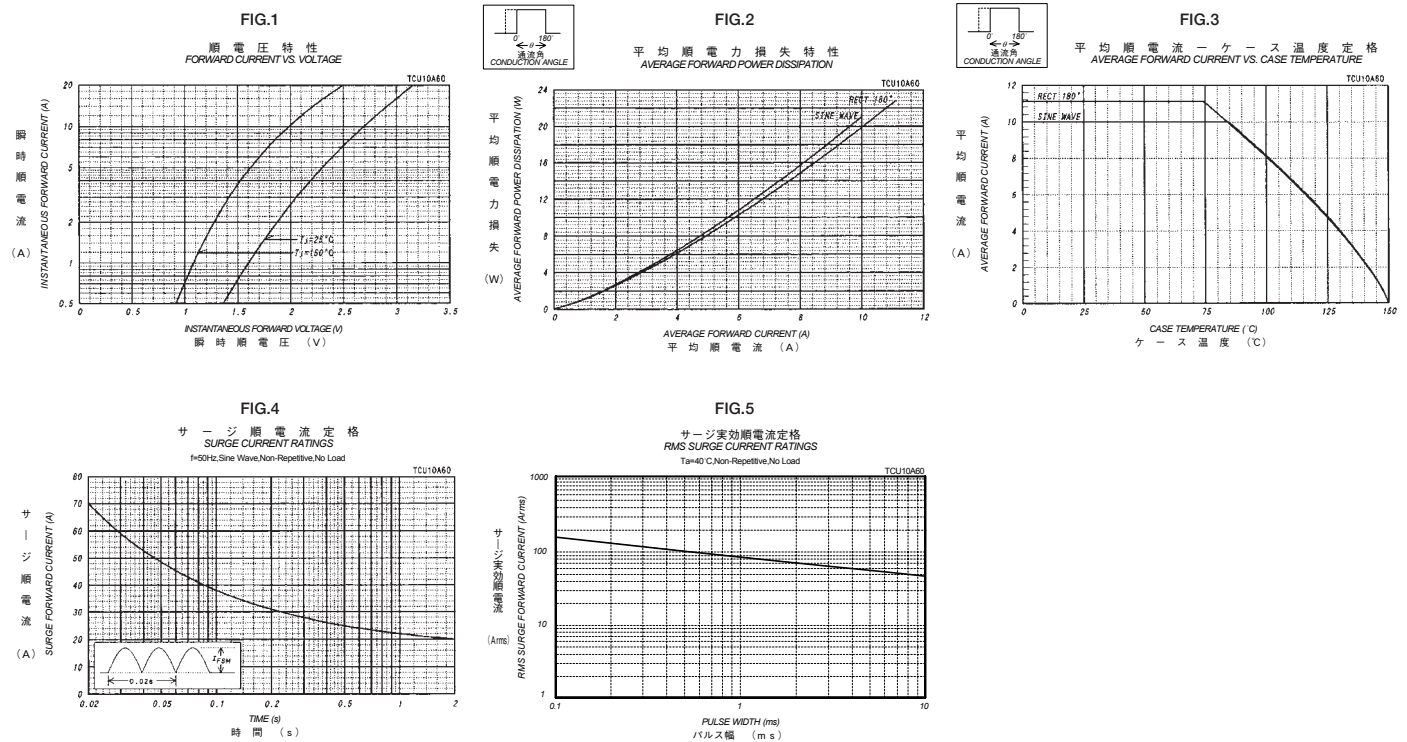 FIG.1
順 電 圧 特 性
FORWARD CURRENT VS. VOLTAGE
TCU10A60
瞬 時 順 電 流 (A)
INSTANTANEOUS FORWARD CURRENT (A)
20
10
5
2
1
0.5
Tj=25°C
Tj=150°C
0 0.5 1 1.5 2 2.5 3 3.5
INSTANTANEOUS FORWARD VOLTAGE (V)
瞬 時 順 電 圧 (V)
0° 180°
θ
通流角
CONDUCTION ANGLE
FIG.2
平 均 順 電 力 損 失 特 性
AVERAGE FORWARD POWER DISSIPATION
TCU10A60
平 均 順 電 力 損 失 (W)
AVERAGE FORWARD POWER DISSIPATION (W)
24
20
16
12
8
4
0
RECT 180°
SINE WAVE
0 2 4 6 8 10 12
AVERAGE FORWARD CURRENT (A)
平 均 順 電 流 (A)
0° 180°
θ
通流角
CONDUCTION ANGLE
FIG.3
平 均 順 電 流 ー ケ ー ス 温 度 定 格
AVERAGE FORWARD CURRENT VS. CASE TEMPERATURE
TCU10A60
平 均 順 電 流 (A)
AVERAGE FORWARD CURRENT (A)
12
10
8
6
4
2
0
RECT 180°
SINE WAVE
0 25 50 75 100 125 150
CASE TEMPERATURE (°C)
ケ ー ス 温 度 (℃)
FIG.4
サ ー ジ 順 電 流 定 格
SURGE CURRENT RATINGS
f=50Hz,Sine Wave,Non-Repetitive,No Load
TCU10A60
サ ー ジ 順 電 流 (A)
SURGE FORWARD CURRENT (A)
80
70
60
50
40
30
20
10
0
IFSM
0.02s
0.02 0.05 0.1 0.2 0.5 1 2
TIME (s)
時 間 (s)
FIG.5
サージ実効順電流定格
RMS SURGE CURRENT RATINGS
Ta=40°C,Non-Repetitive,No Load
TCU10A60
サージ実効順電流 (Arms)
RMS SURGE FORWARD CURRENT (Arms)
1000
100
10
1
0.1 1 10
PULSE WIDTH (ms)
パルス幅 (ms)